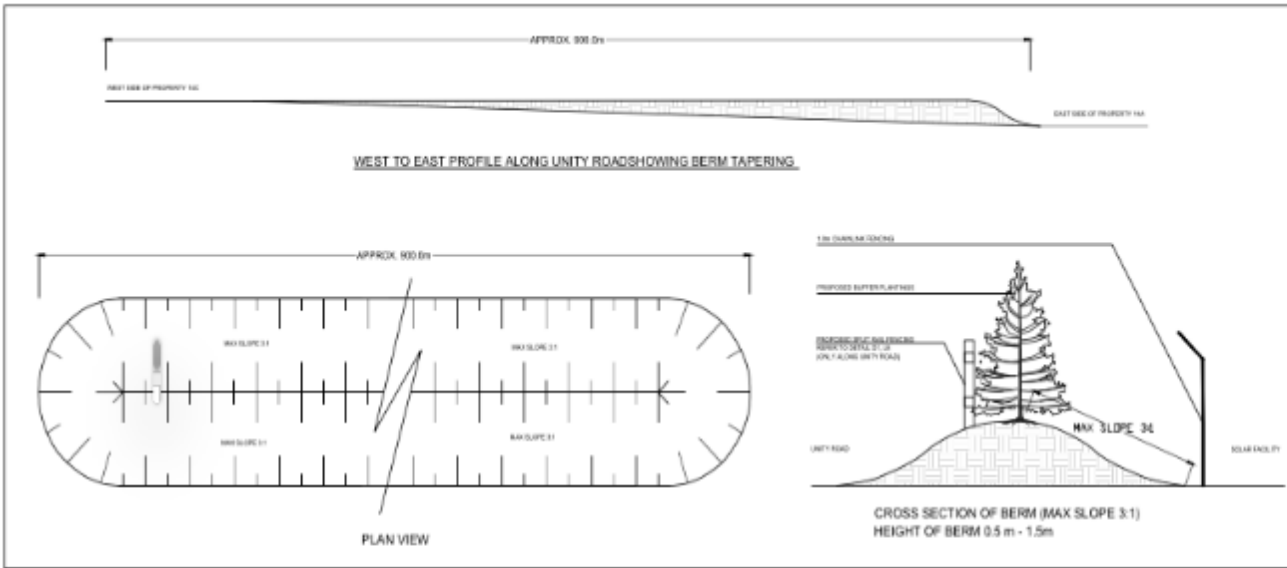 APPROX. 900.0m
WEST SIDE OF PROPERTY
EAST SIDE OF PROPERTY
WEST TO EAST PROFILE ALONG UNITY ROADSHOWING BERM TAPERING
APPROX. 900.0m
MAX SLOPE 3:1
MAX SLOPE 3:1
MAX SLOPE 3:1
MAX SLOPE 3:1
PLAN VIEW
CHAINLINK FENCING
PROPOSED BUFFER PLANTINGS
PROPOSED SPLIT RAIL FENCING
REFER TO DETAIL
(ONLY ALONG UNITY ROAD)
MAX SLOPE 3:1
UNITY ROAD
SOLAR FACILITY
CROSS SECTION OF BERM (MAX SLOPE 3:1)
HEIGHT OF BERM 0.5 m - 1.5m